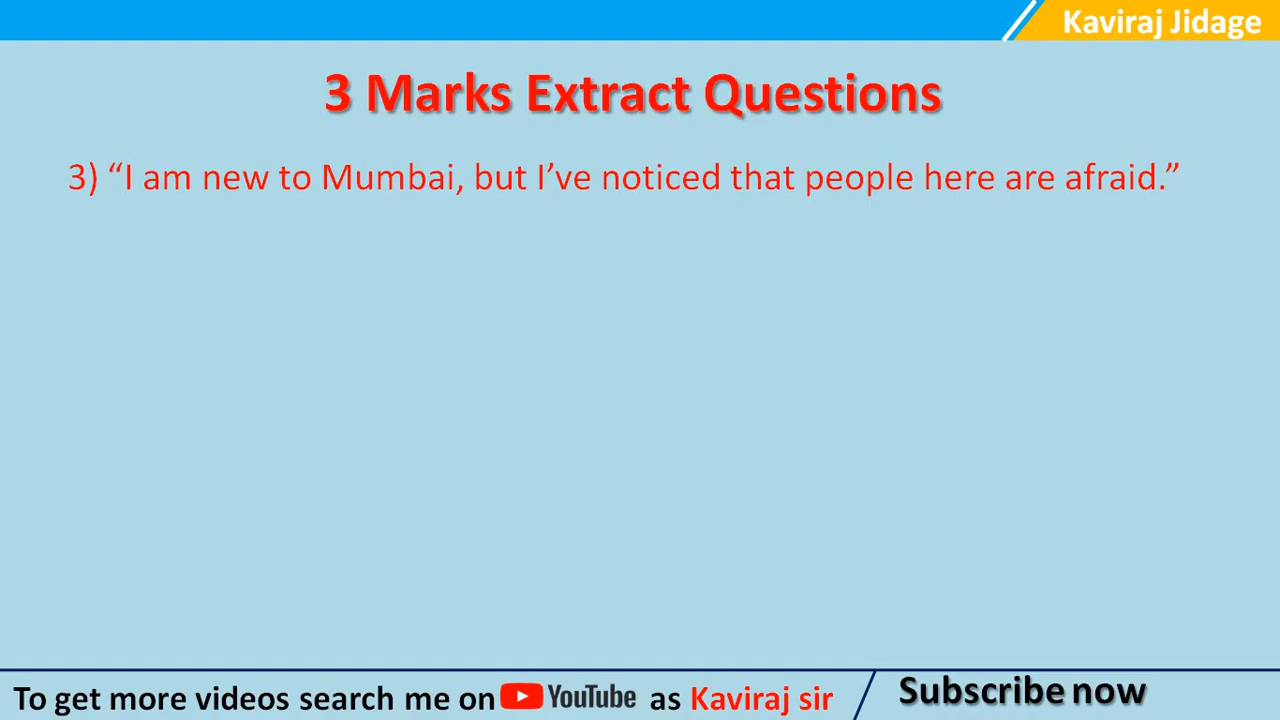 Kaviraj Jidage
3 Marks Extract Questions
3) “I am new to Mumbai, but I’ve noticed that people here are afraid.”
To get more videos search me on YouTube as Kaviraj sir
Subscribe now